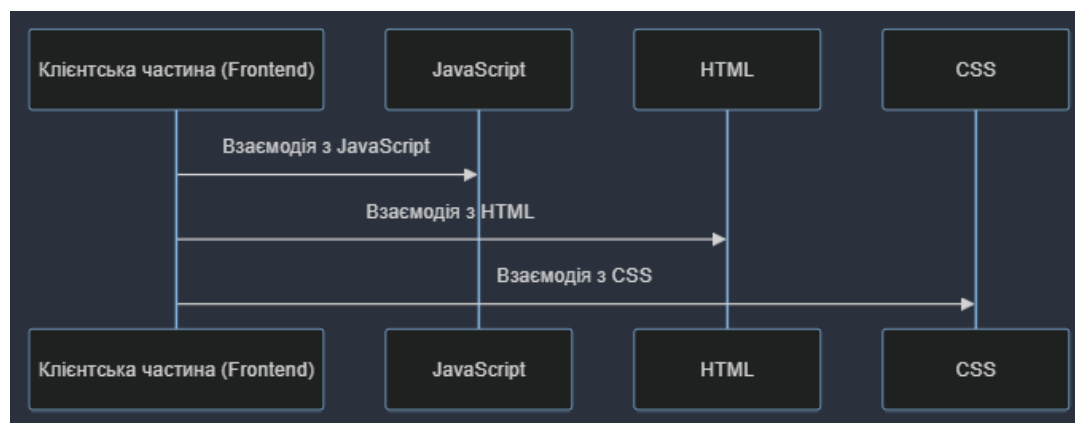 Клієнтська частина (Frontend)
JavaScript
HTML
CSS
Взаємодія з JavaScript
Взаємодія з HTML
Взаємодія з CSS
Клієнтська частина (Frontend)
JavaScript
HTML
CSS